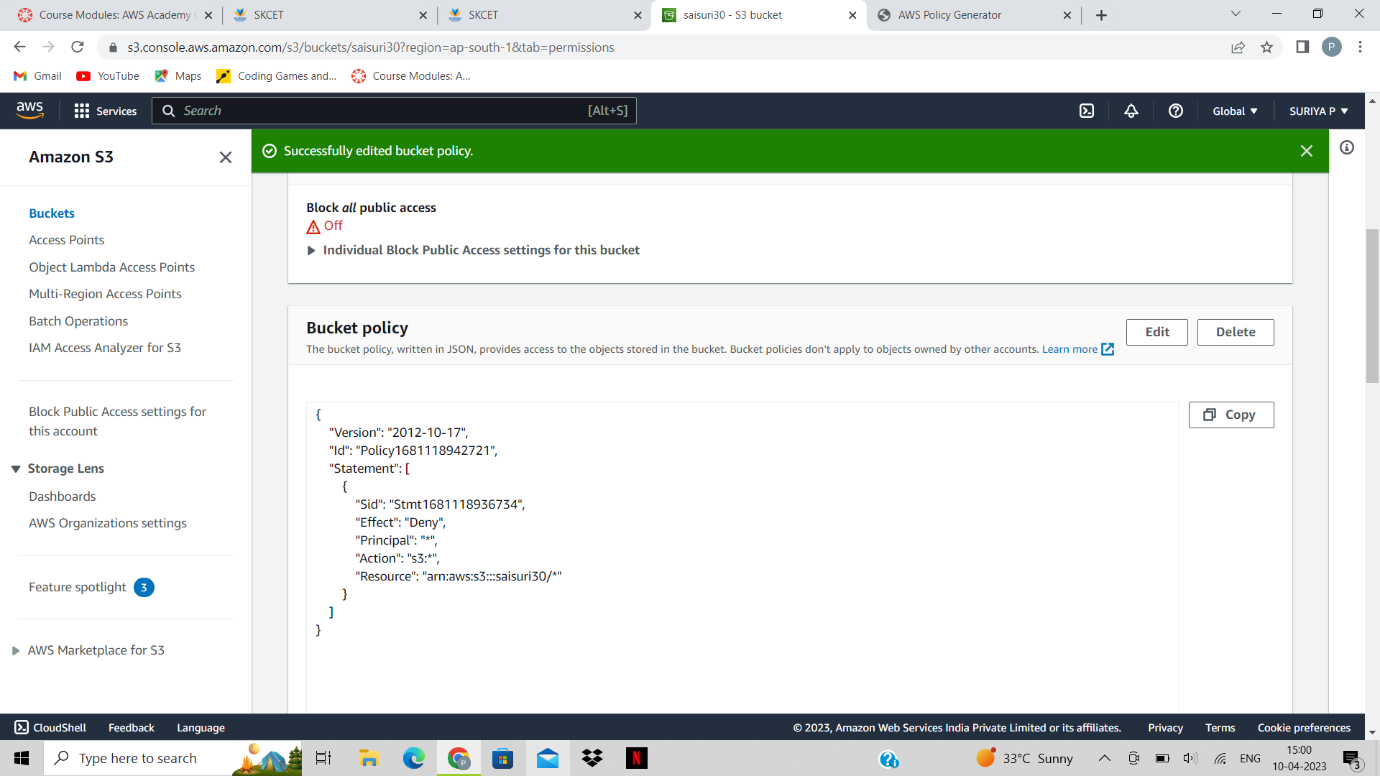 Course Modules: AWS Academy
SKCET
SKCET
saisuri30 - S3 bucket
AWS Policy Generator
s3.console.aws.amazon.com/s3/buckets/saisuri30?region=ap-south-1&tab=permissions
P
Gmail
YouTube
Maps
Coding Games and...
Course Modules: A...
aws
Services
Search
[Alt+S]
Global
SURIYA P
Amazon S3
Successfully edited bucket policy.
Buckets
Access Points
Object Lambda Access Points
Multi-Region Access Points
Batch Operations
IAM Access Analyzer for S3
Block Public Access settings for
this account
Storage Lens
Dashboards
AWS Organizations settings
Feature spotlight 3
AWS Marketplace for S3
Block all public access
Off
Individual Block Public Access settings for this bucket
Bucket policy
Edit
Delete
The bucket policy, written in JSON, provides access to the objects stored in the bucket. Bucket policies don't apply to objects owned by other accounts. Learn more
Copy
{
"Version": "2012-10-17",
"Id": "Policy1681118942721",
"Statement": [
{
"Sid": "Stmt1681118936734",
"Effect": "Deny",
"Principal": "*",
"Action": "s3:*",
"Resource": "arn:aws:s3:::saisuri30/*"
}
]
}
CloudShell
Feedback
Language
© 2023, Amazon Web Services India Private Limited or its affiliates.
Privacy
Terms
Cookie preferences
Type here to search
N
33°C Sunny
ENG
15:00
10-04-2023
3